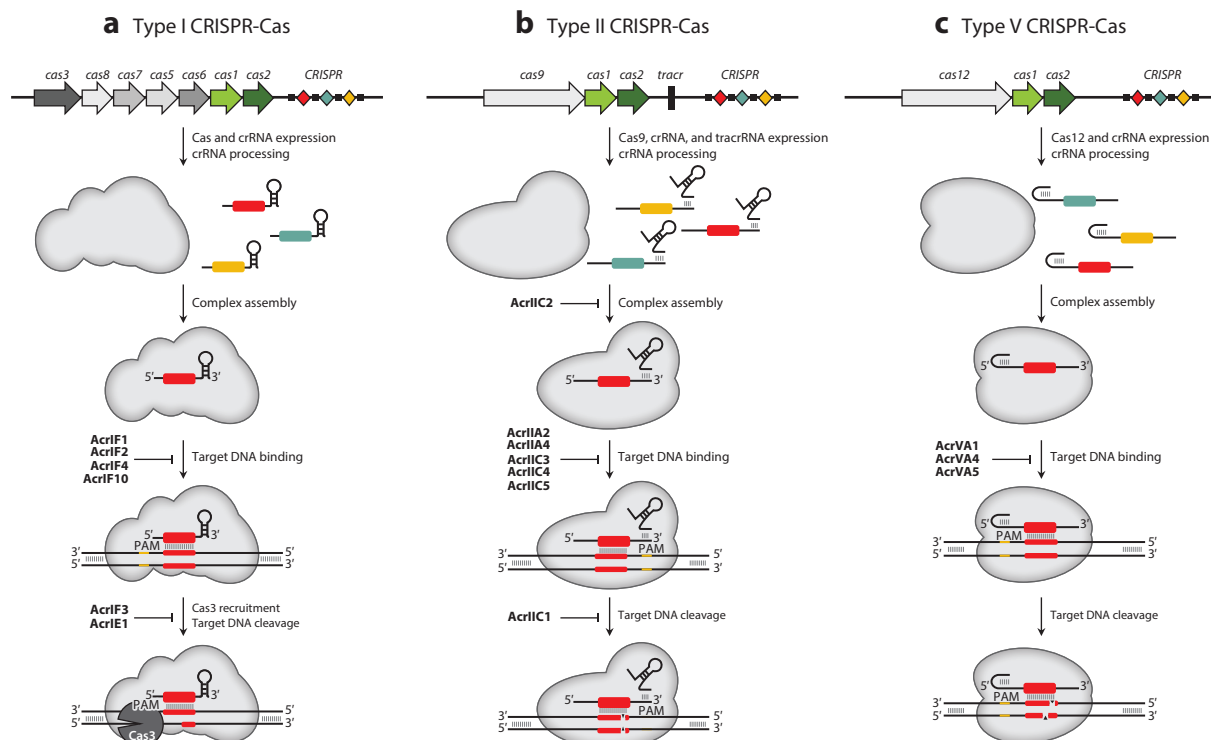 a Type I CRISPR-Cas
cas3 cas8 cas7 cas5 cas6 cas1 cas2 CRISPR
Cas and crRNA expression
crRNA processing
Complex assembly
5′ 3′
AcrIF1
AcrIF2
AcrIF4
AcrIF10
Target DNA binding
5′ 3′
PAM
3′ 5′
5′ 3′
AcrIF3
AcrIE1
Cas3 recruitment
Target DNA cleavage
5′ 3′
PAM
3′ 5′
5′ 3′
Cas3
b Type II CRISPR-Cas
cas9 cas1 cas2 tracr CRISPR
Cas9, crRNA, and tracrRNA expression
crRNA processing
AcrIIC2
Complex assembly
5′ 3′
AcrIIA2
AcrIIA4
AcrIIC3
AcrIIC4
AcrIIC5
Target DNA binding
5′ 3′
PAM
3′ 5′
5′ 3′
AcrIIC1
Target DNA cleavage
5′ 3′
PAM
3′ 5′
5′ 3′
c Type V CRISPR-Cas
cas12 cas1 cas2 CRISPR
Cas12 and crRNA expression
crRNA processing
Complex assembly
5′ 3′
AcrVA1
AcrVA4
AcrVA5
Target DNA binding
5′ 3′
PAM
3′ 5′
5′ 3′
Target DNA cleavage
5′ 3′
PAM
3′ 5′
5′ 3′